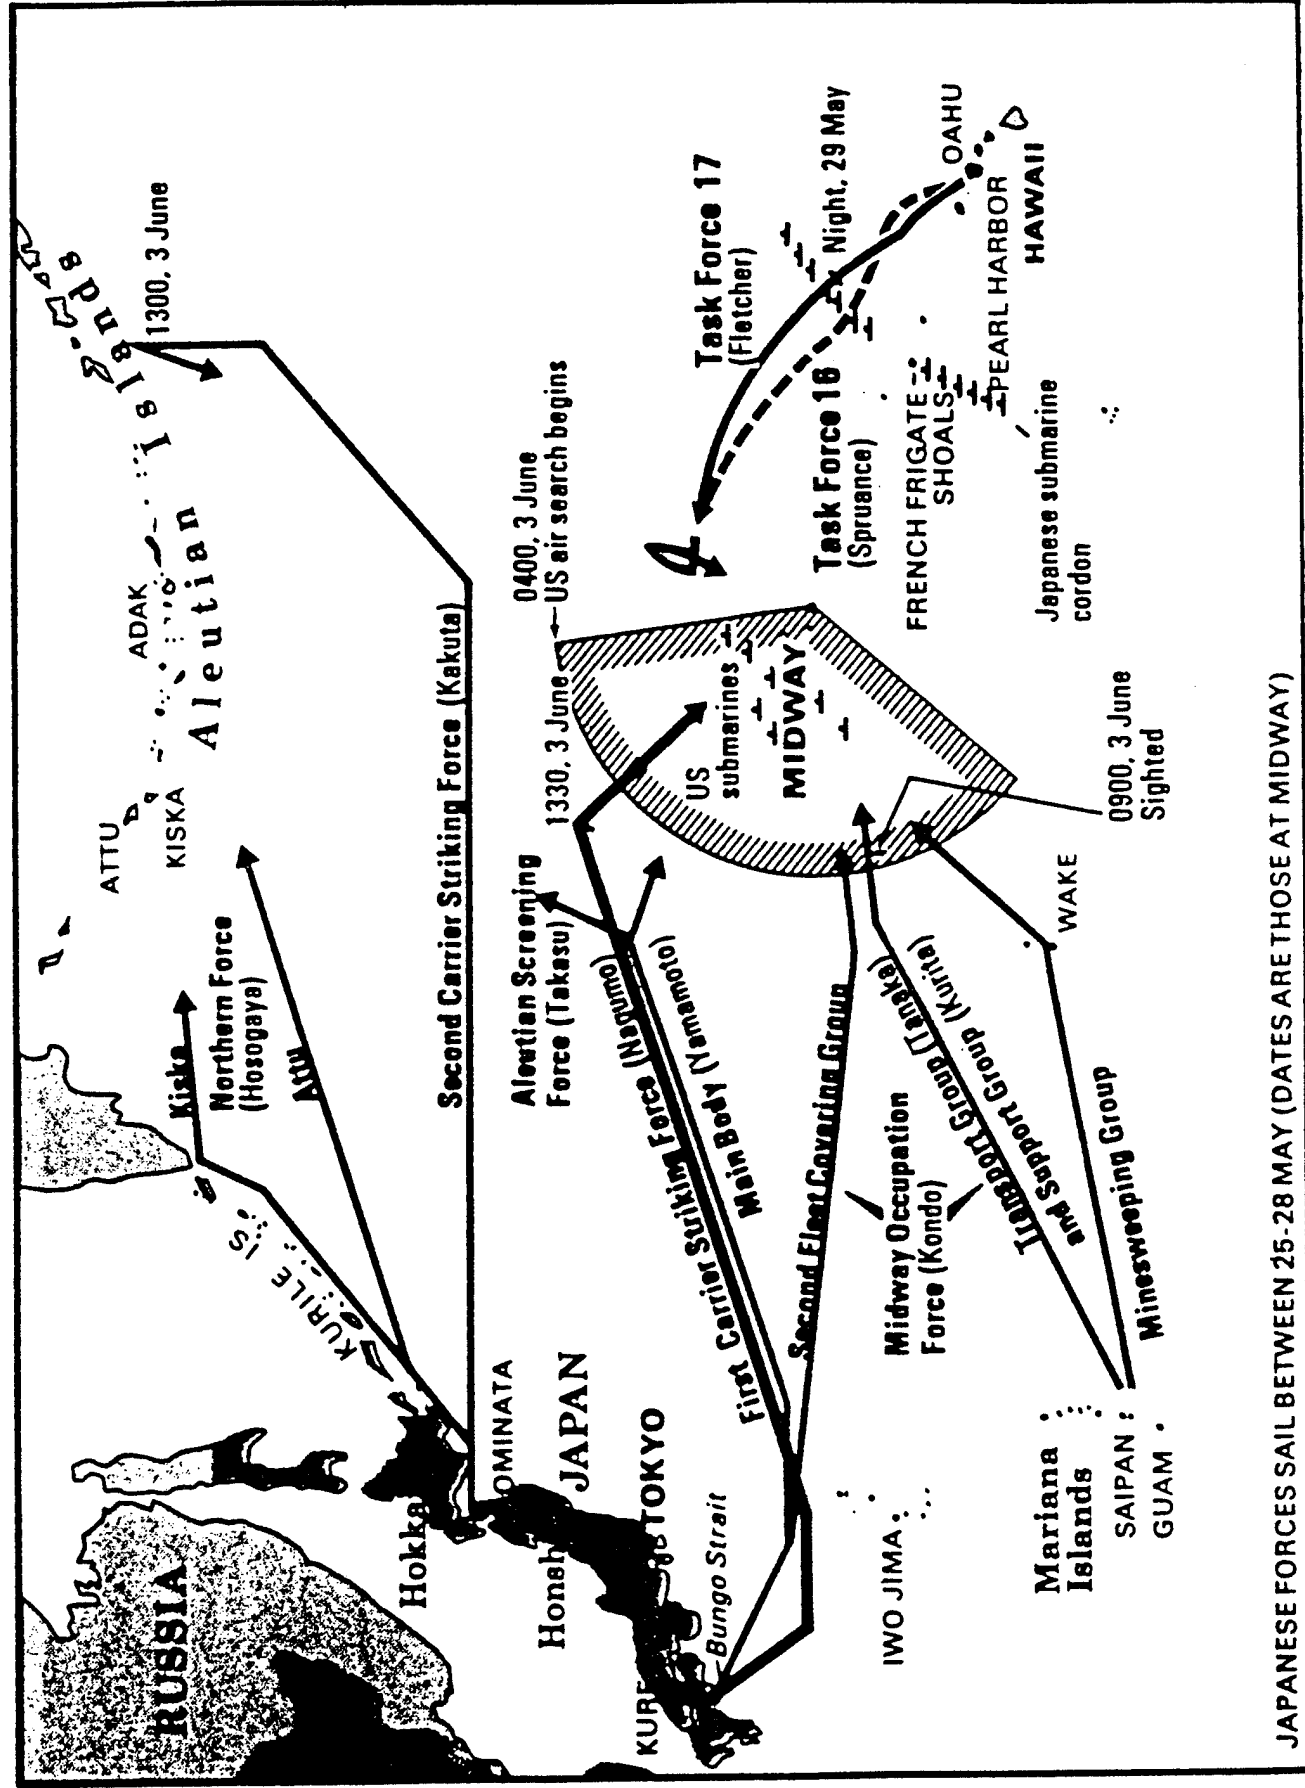 RUSSIA
Hokka
Honsh
JAPAN
OMINATA
KURE
TOKYO
Bungo Strait
KURILE IS
Kiska
Northern Force
(Hosogaya)
Attu
ATTU
KISKA
ADAK
Aleutian Islands
1300, 3 June
Second Carrier Striking Force (Kakuta)
Aleutian Screening
Force (Takasu)
First Carrier Striking Force (Nagumo)
Main Body (Yamamoto)
1330, 3 June
0400, 3 June
US air search begins
US
submarines
MIDWAY
Second Fleet Covering Group
Midway Occupation
Force (Kondo)
Transport Group (Tanaka)
and Support Group (Kurita)
Minesweeping Group
0900, 3 June
Sighted
WAKE
IWO JIMA
Mariana
Islands
SAIPAN
GUAM
Task Force 17
(Fletcher)
Night, 29 May
Task Force 16
(Spruance)
FRENCH FRIGATE
SHOALS
PEARL HARBOR
OAHU
HAWAII
Japanese submarine
cordon
JAPANESE FORCES SAIL BETWEEN 25-28 MAY (DATES ARE THOSE AT MIDWAY)